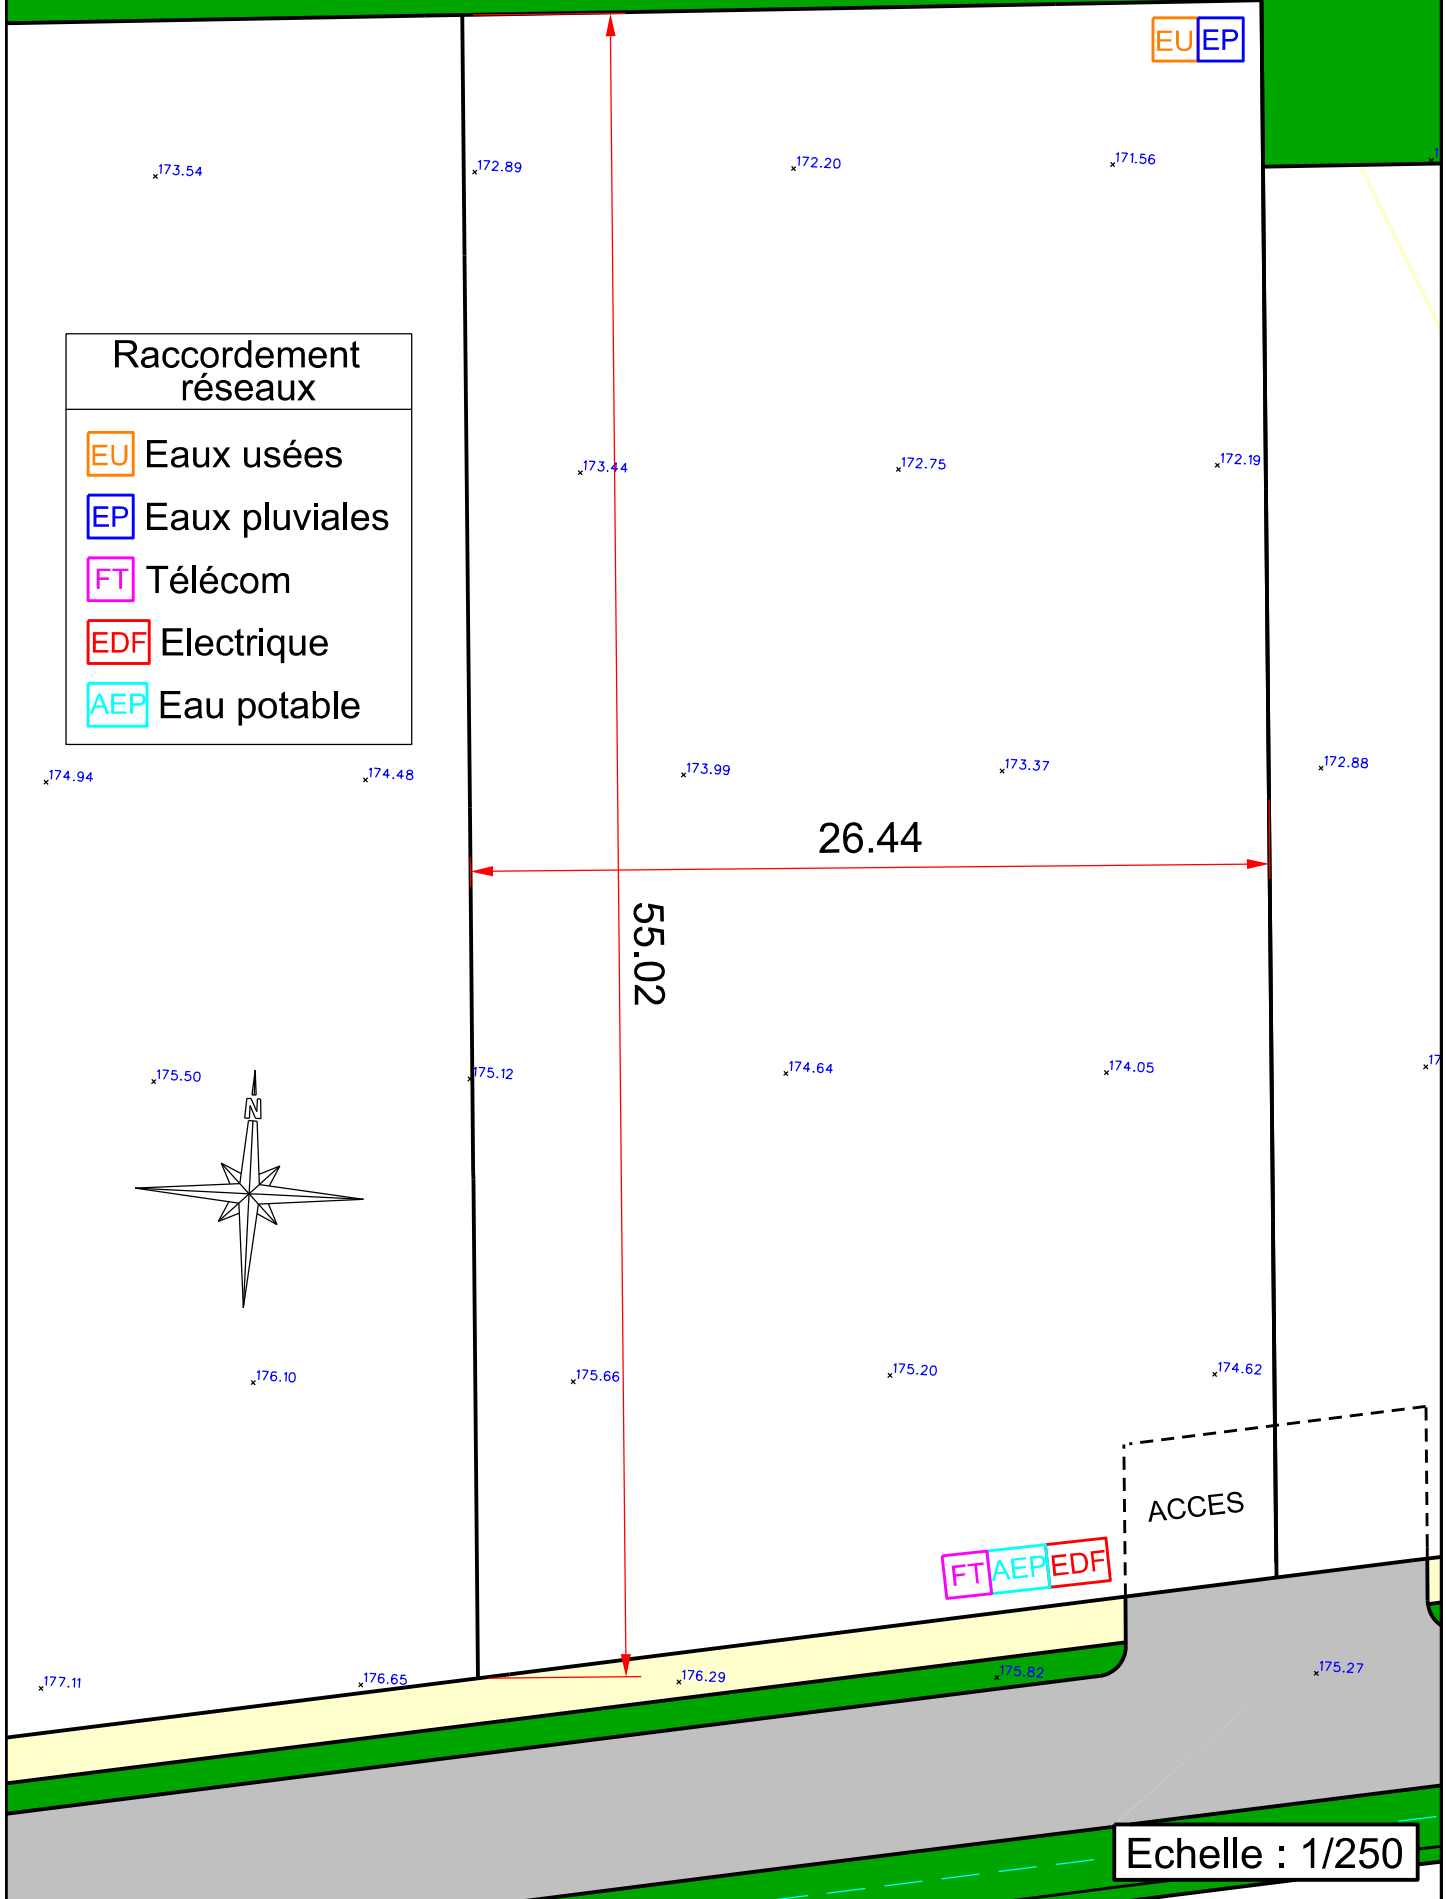 EU EP
173.54
172.89
172.20
171.56
Raccordement
réseaux
EU Eaux usées
EP Eaux pluviales
FT Télécom
EDF Electrique
AEP Eau potable
173.44
172.75
172.19
174.94
174.48
173.99
173.37
172.88
26.44
55.02
175.50
175.12
174.64
174.05
N
176.10
175.66
175.20
174.62
ACCES
FT AEP EDF
177.11
176.65
176.29
175.82
175.27
Echelle : 1/250